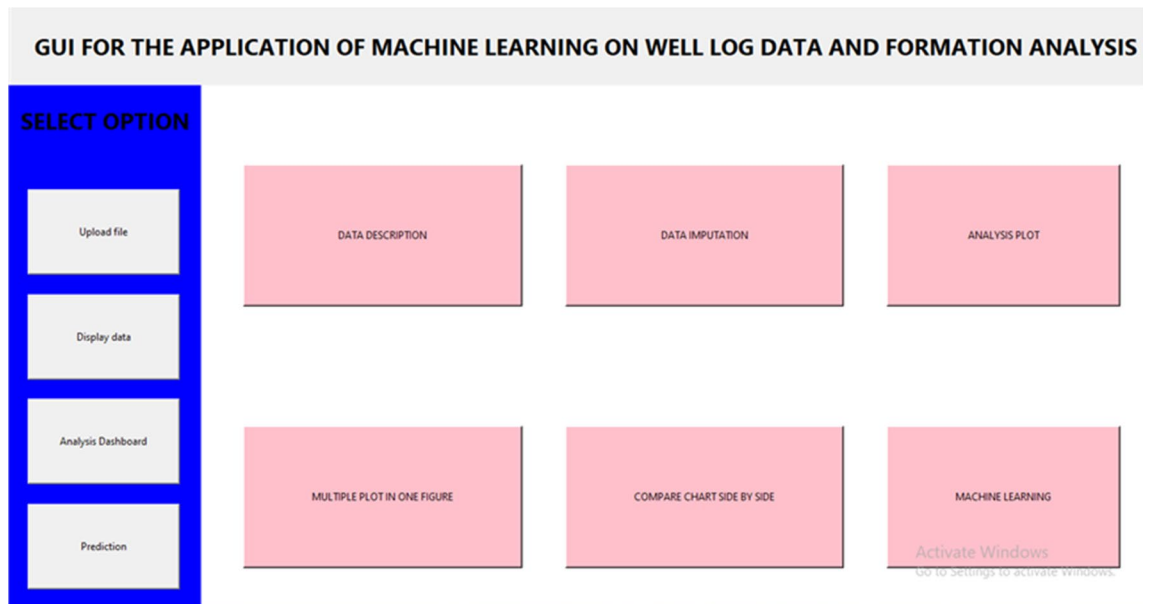 GUI FOR THE APPLICATION OF MACHINE LEARNING ON WELL LOG DATA AND FORMATION ANALYSIS
SELECT OPTION
Upload file
Display data
Analysis Dashboard
Prediction
DATA DESCRIPTION
DATA IMPUTATION
ANALYSIS PLOT
MULTIPLE PLOT IN ONE FIGURE
COMPARE CHART SIDE BY SIDE
MACHINE LEARNING
Activate Windows
Go to Settings to activate Windows.